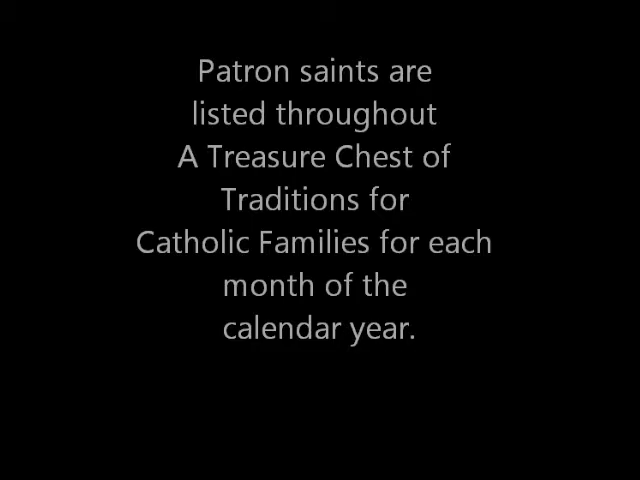 Patron saints are
listed throughout
A Treasure Chest of
Traditions for
Catholic Families for each
month of the
calendar year.